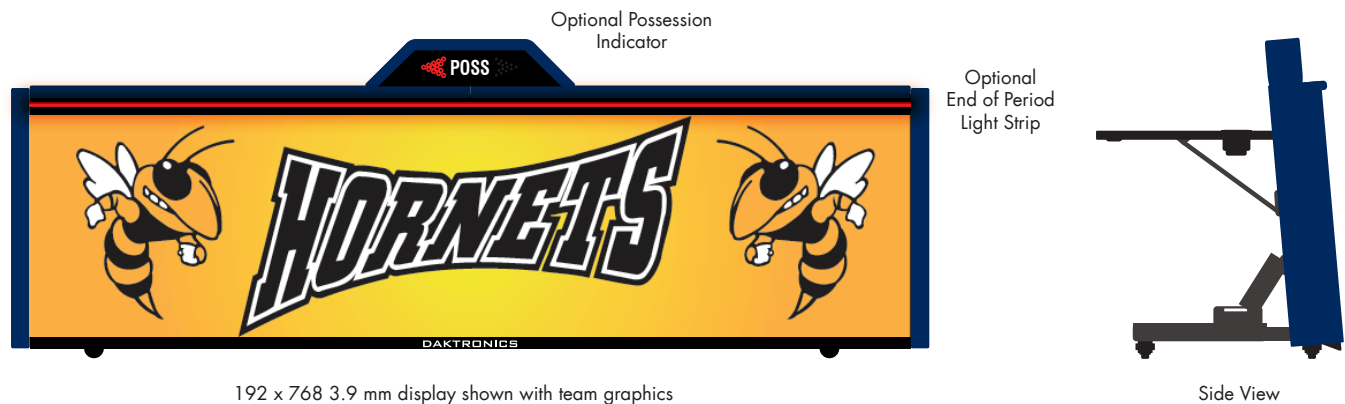 Optional Possession
Indicator
POSS
Optional
End of Period
Light Strip
HORNETS
DAKTRONICS
192 x 768 3.9 mm display shown with team graphics
Side View